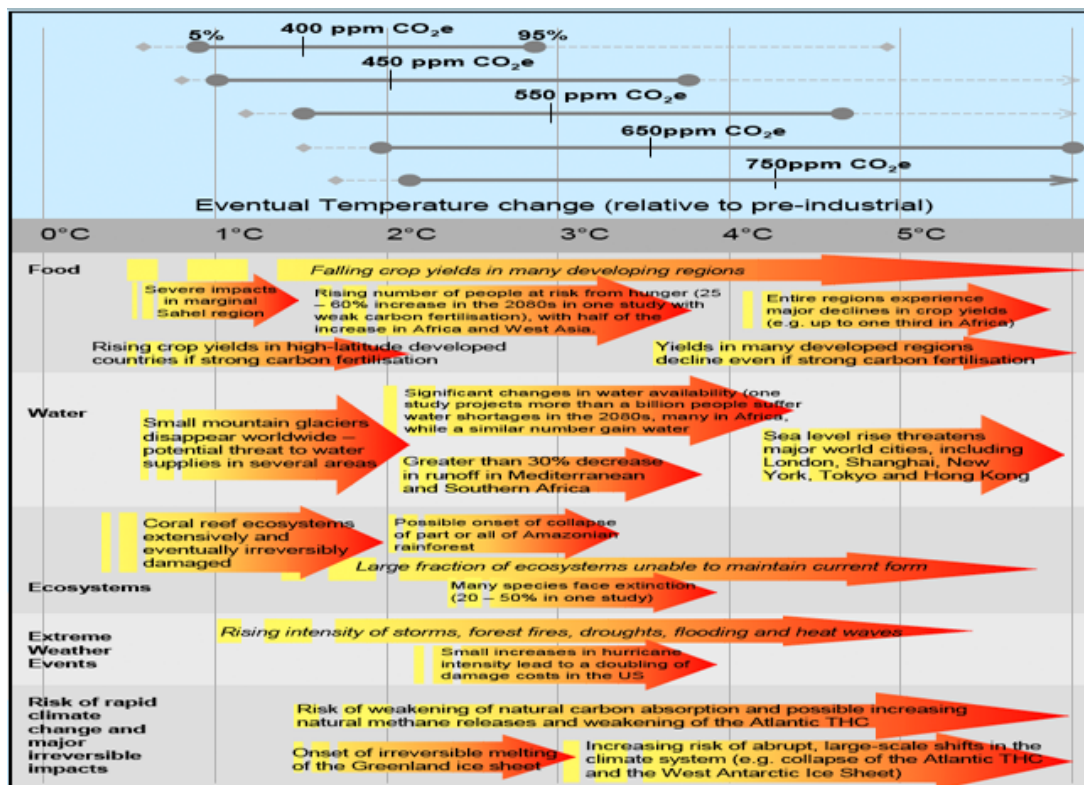 400 ppm CO₂e
5%
95%
450 ppm CO₂e
550 ppm CO₂e
650ppm CO₂e
750ppm CO₂e
Eventual Temperature change (relative to pre-industrial)
0°C 1°C 2°C 3°C 4°C 5°C
Food
Falling crop yields in many developing regions
Severe impacts
in marginal
Sahel region
Rising number of people at risk from hunger (25
– 60% increase in the 2080s in one study with
weak carbon fertilisation), with half of the
increase in Africa and West Asia.
Entire regions experience
major declines in crop yields
(e.g. up to one third in Africa)
Rising crop yields in high-latitude developed
countries if strong carbon fertilisation
Yields in many developed regions
decline even if strong carbon fertilisation
Water
Small mountain glaciers
disappear worldwide –
potential threat to water
supplies in several areas
Significant changes in water availability (one
study projects more than a billion people suffer
water shortages in the 2080s, many in Africa,
while a similar number gain water
Greater than 30% decrease
in runoff in Mediterranean
and Southern Africa
Sea level rise threatens
major world cities, including
London, Shanghai, New
York, Tokyo and Hong Kong
Ecosystems
Coral reef ecosystems
extensively and
eventually irreversibly
damaged
Possible onset of collapse
of part or all of Amazonian
rainforest
Large fraction of ecosystems unable to maintain current form
Many species face extinction
(20 – 50% in one study)
Extreme
Weather
Events
Rising intensity of storms, forest fires, droughts, flooding and heat waves
Small increases in hurricane
intensity lead to a doubling of
damage costs in the US
Risk of rapid
climate
change and
major
irreversible
impacts
Risk of weakening of natural carbon absorption and possible increasing
natural methane releases and weakening of the Atlantic THC
Onset of irreversible melting
of the Greenland ice sheet
Increasing risk of abrupt, large-scale shifts in the
climate system (e.g. collapse of the Atlantic THC
and the West Antarctic Ice Sheet)